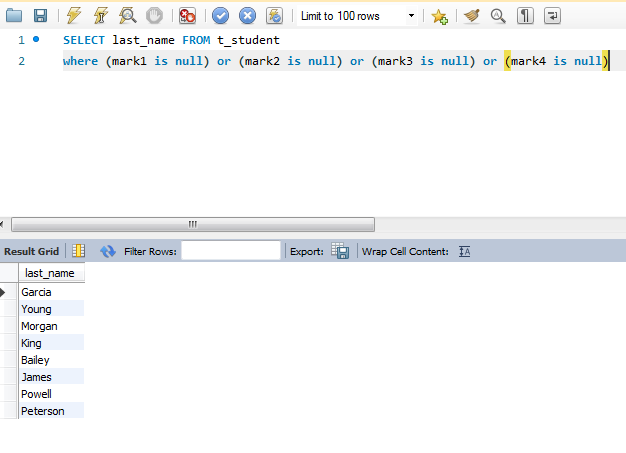 Limit to 100 rows
1 SELECT last_name FROM t_student
2 where (mark1 is null) or (mark2 is null) or (mark3 is null) or (mark4 is null)
Result Grid Filter Rows: Export: Wrap Cell Content: IA
last_name
Garcia
Young
Morgan
King
Bailey
James
Powell
Peterson